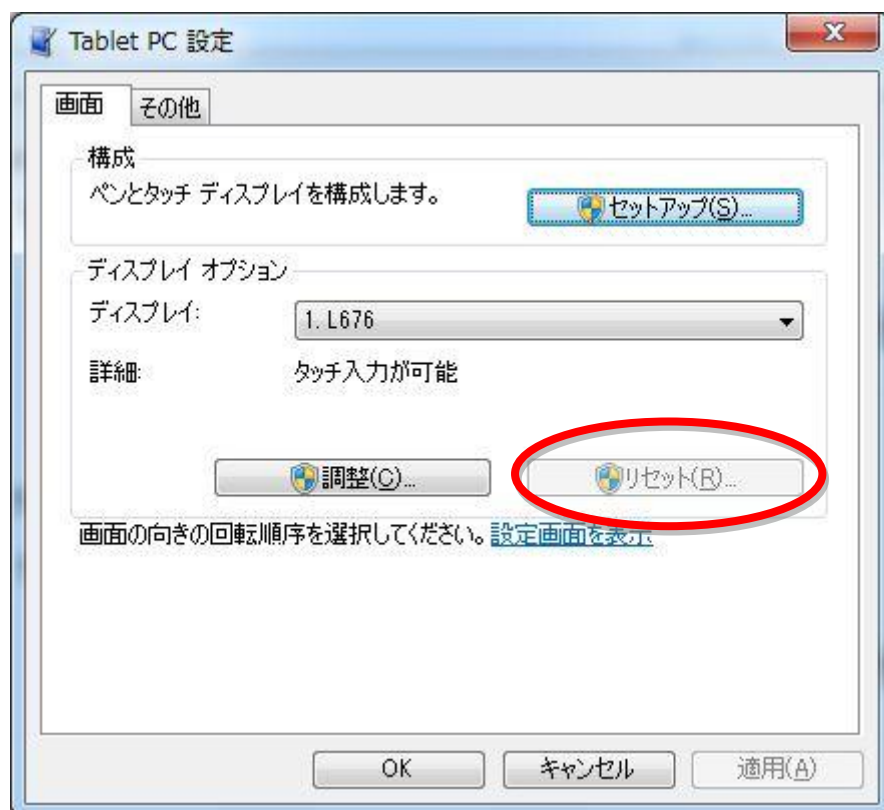 Tablet PC 設定
画面 その他
構成
ペンとタッチ ディスプレイを構成します。 セットアップ(S)...
ディスプレイ オプション
ディスプレイ: 1. L676
詳細: タッチ入力が可能
調整(C)... リセット(R)...
画面の向きの回転順序を選択してください。設定画面を表示
OK キャンセル 適用(A)